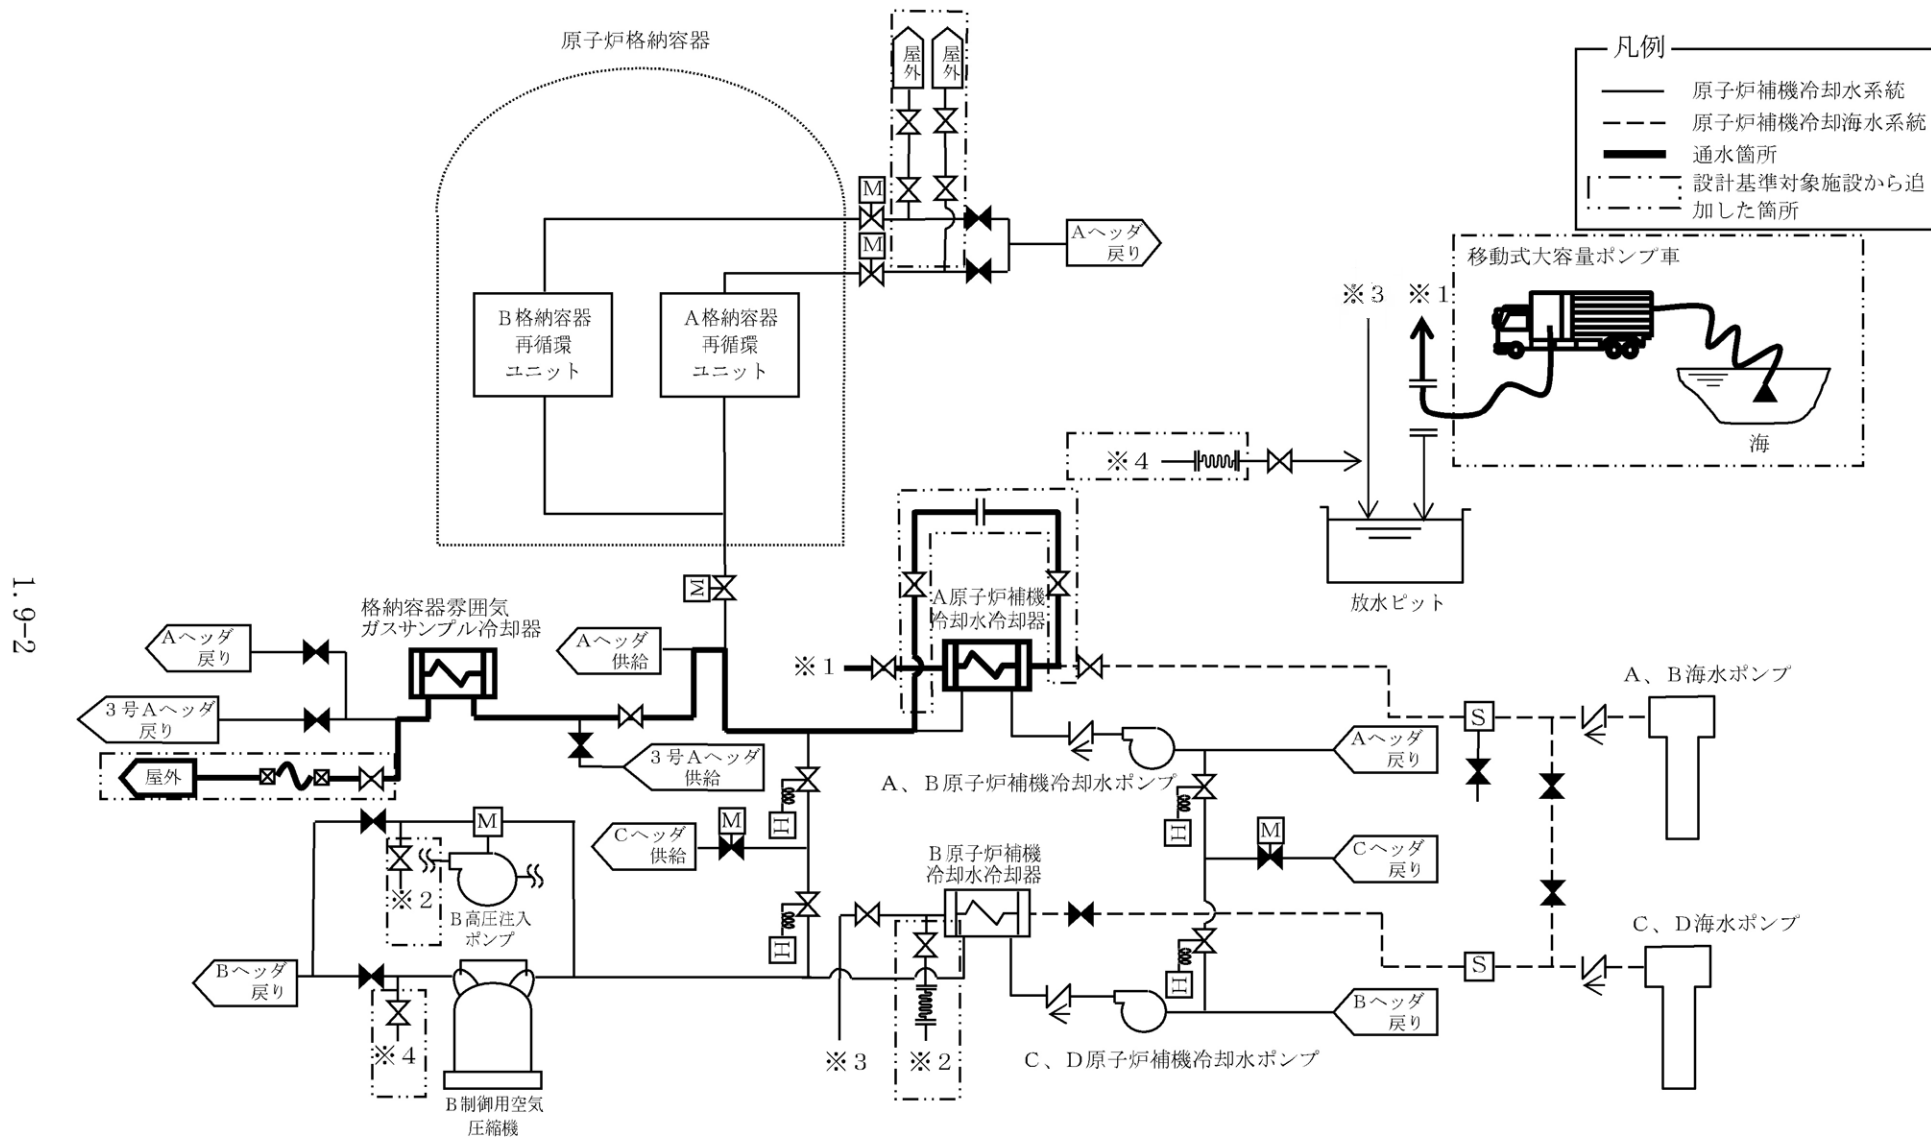 原子炉格納容器
屋
外
屋
外
凡例
原子炉補機冷却水系統
原子炉補機冷却海水系統
通水箇所
設計基準対象施設から追
加した箇所
M
M
Aヘッダ
戻り
移動式大容量ポンプ車
※3
※1
海
B格納容器
再循環
ユニット
A格納容器
再循環
ユニット
※4
放水ピット
1.9-2
M
格納容器雰囲気
ガスサンプル冷却器
A原子炉補機
冷却水冷却器
Aヘッダ
戻り
Aヘッダ
供給
※1
A、B海水ポンプ
3号Aヘッダ
戻り
S
屋外
3号Aヘッダ
供給
Aヘッダ
戻り
A、B原子炉補機冷却水ポンプ
H
H
M
M
M
Cヘッダ
供給
Cヘッダ
戻り
B原子炉補機
冷却水冷却器
※2
B高圧注入
ポンプ
H
H
C、D海水ポンプ
S
Bヘッダ
戻り
Bヘッダ
戻り
※4
※3
※2
C、D原子炉補機冷却水ポンプ
B制御用空気
圧縮機